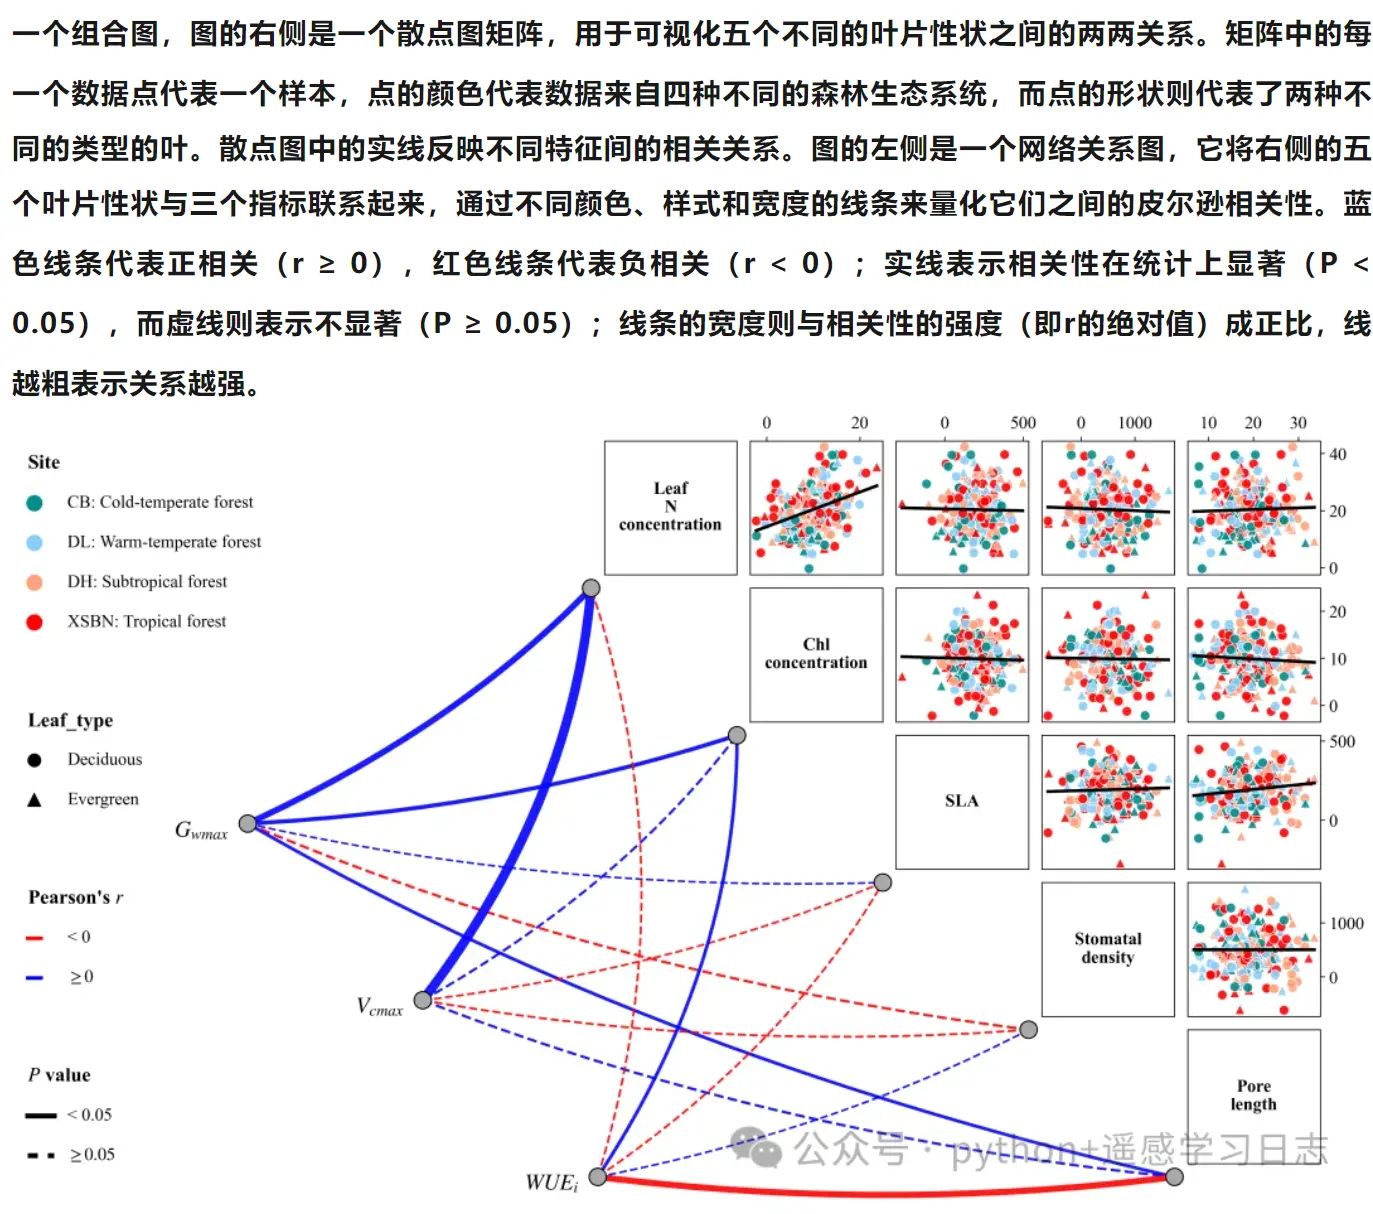 一个组合图，图的右侧是一个散点图矩阵，用于可视化五个不同的叶片性状之间的两两关系。矩阵中的每
一个数据点代表一个样本，点的颜色代表数据来自四种不同的森林生态系统，而点的形状则代表了两种不
同的类型的叶。散点图中的实线反映不同特征间的相关关系。图的左侧是一个网络关系图，它将右侧的五
个叶片性状与三个指标联系起来，通过不同颜色、样式和宽度的线条来量化它们之间的皮尔逊相关性。蓝
色线条代表正相关（r ≥ 0），红色线条代表负相关（r < 0）；实线表示相关性在统计上显著（P <
0.05），而虚线则表示不显著（P ≥ 0.05）；线条的宽度则与相关性的强度（即r的绝对值）成正比，线
越粗表示关系越强。
0 20 0 500 0 1000 10 20 30
Site
CB: Cold-temperate forest
DL: Warm-temperate forest
DH: Subtropical forest
XSBN: Tropical forest
Leaf
N
concentration
40
20
0
Chl
concentration
20
10
0
Leaf_type
Deciduous
Evergreen
SLA
500
0
G_wmax
Pearson's r
< 0
≥ 0
Stomatal
density
1000
0
V_cmax
P value
< 0.05
≥ 0.05
Pore
length
WUE_i
公众号 · python+遥感学习日志